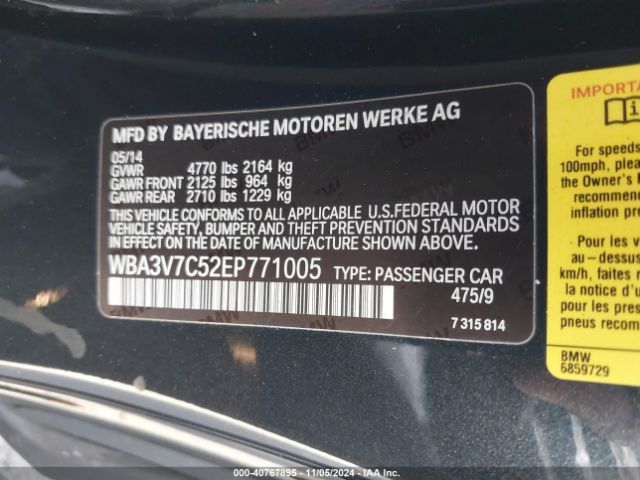 MFD BY BAYERISCHE MOTOREN WERKE AG
05/14
GVWR 4770 lbs 2164 kg
GAWR FRONT 2125 lbs 964 kg
GAWR REAR 2710 lbs 1229 kg
THIS VEHICLE CONFORMS TO ALL APPLICABLE U.S.FEDERAL MOTOR
VEHICLE SAFETY, BUMPER AND THEFT PREVENTION STANDARDS
IN EFFECT ON THE DATE OF MANUFACTURE SHOWN ABOVE.
WBA3V7C52EP771005 TYPE: PASSENGER CAR
475/9
7 315 814
IMPORTA
i
For speeds
100mph, please
the Owner's
recommen
inflation pr
Pour les
au-dessu
km/h, faites
la notice d'u
pour les pres
pneus recom
BMW
6859729
000-40767895 - 11/05/2024 - IAA Inc.